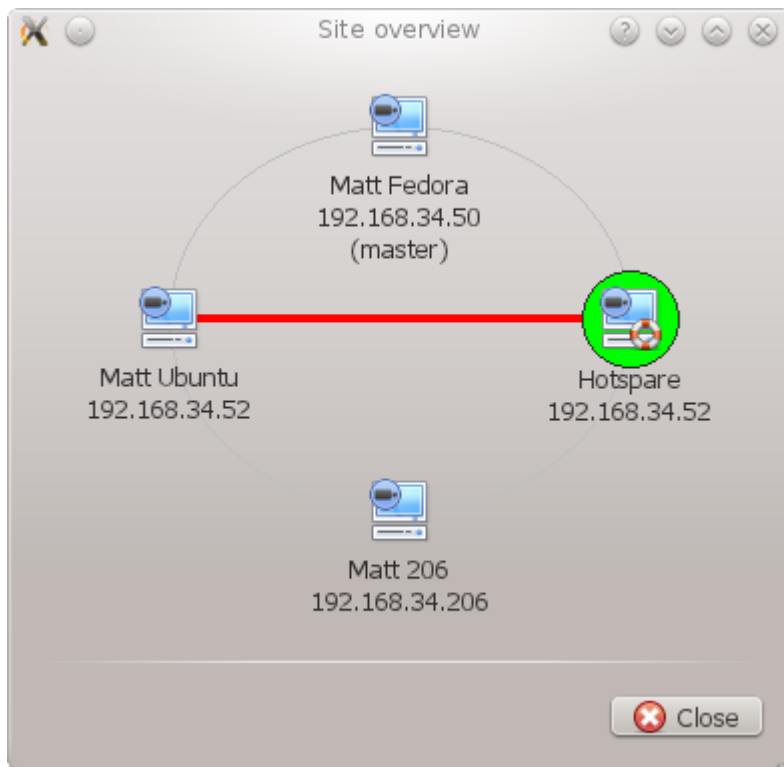 Site overview
Matt Fedora
192.168.34.50
(master)
Matt Ubuntu
192.168.34.52
Hotspare
192.168.34.52
Matt 206
192.168.34.206
Close